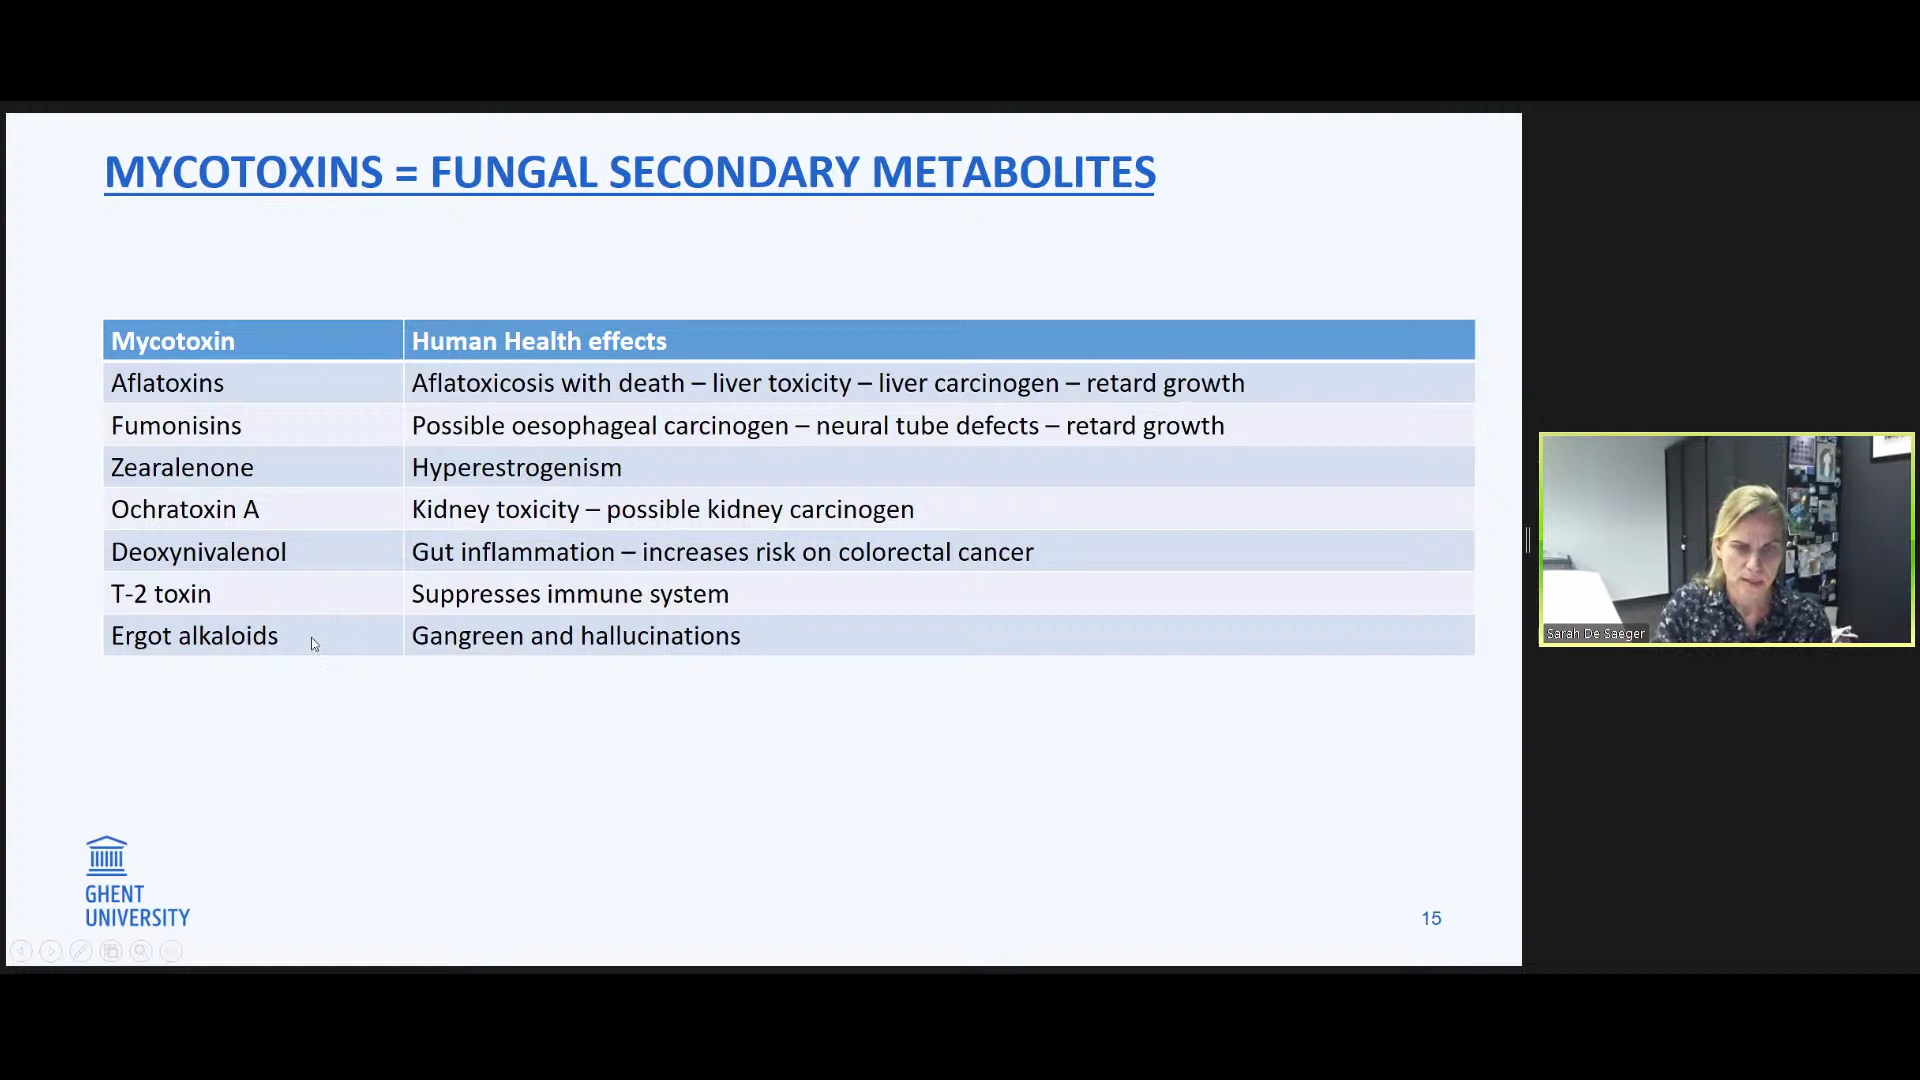 MYCOTOXINS = FUNGAL SECONDARY METABOLITES
Mycotoxin Human Health effects
Aflatoxins Aflatoxicosis with death – liver toxicity – liver carcinogen – retard growth
Fumonisins Possible oesophageal carcinogen – neural tube defects – retard growth
Zearalenone Hyperestrogenism
Ochratoxin A Kidney toxicity – possible kidney carcinogen
Deoxynivalenol Gut inflammation – increases risk on colorectal cancer
T-2 toxin Suppresses immune system
Ergot alkaloids Gangreen and hallucinations
Sarah De Saeger
GHENT
UNIVERSITY
15